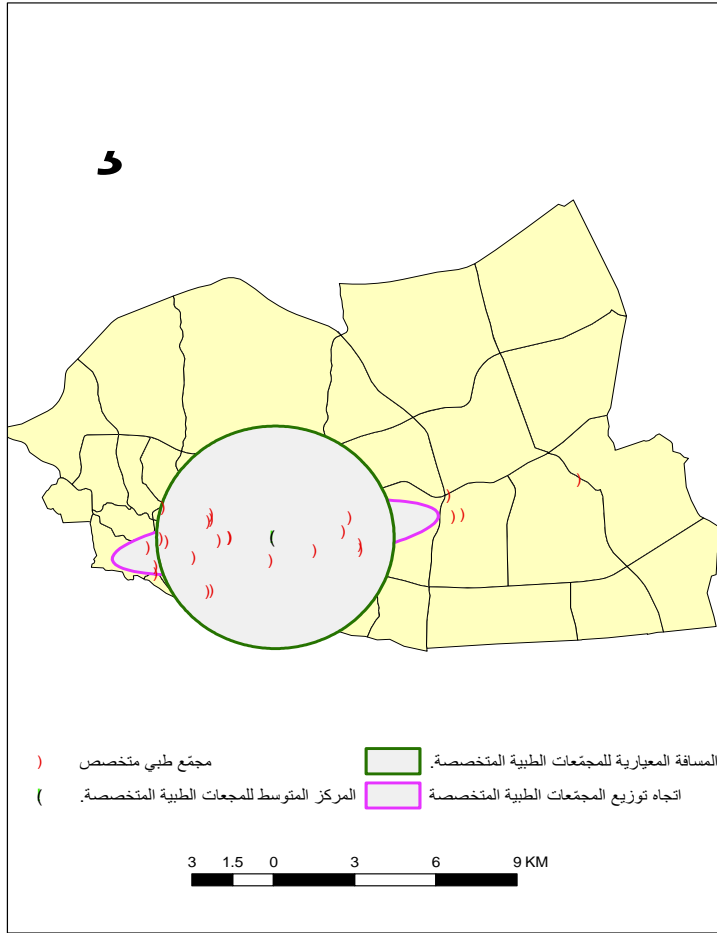 المسافة المعيارية للمجمّعات الطبية المتخصصة.
مجمّع طبي متخصص
اتجاه توزيع المجمّعات الطبية المتخصصة
المركز المتوسط للمجعات الطبية المتخصصة.
3 1.5 0 3 6 9 KM